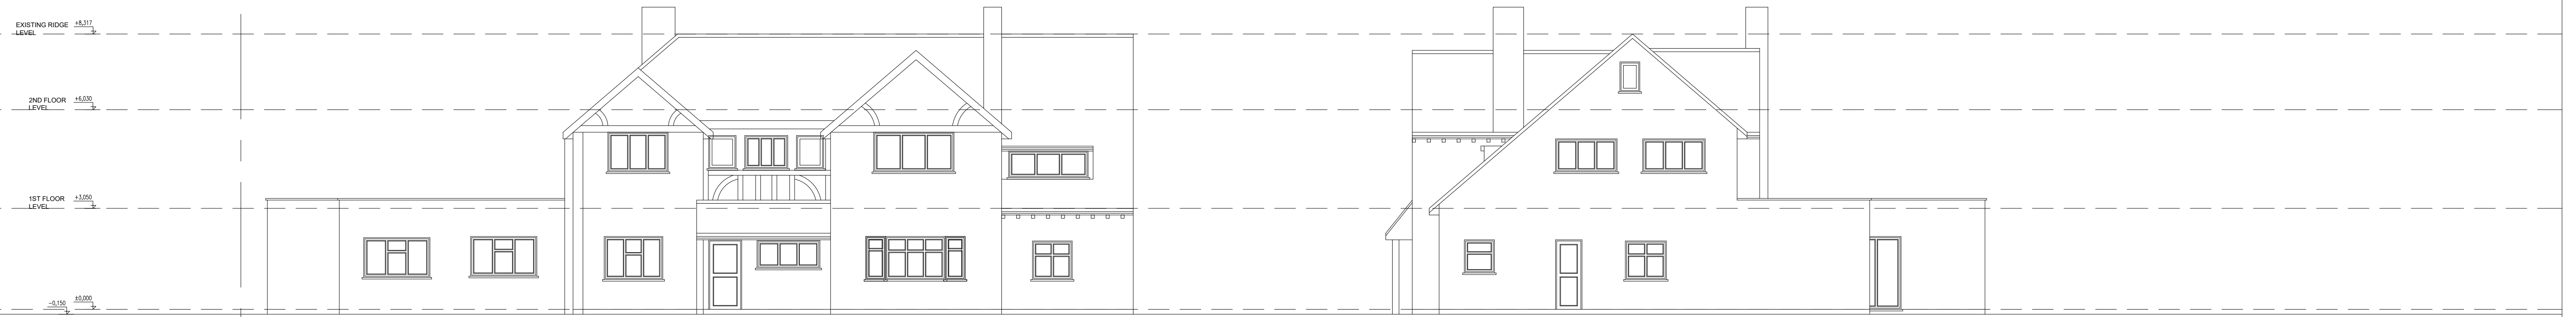 EXISTING RIDGE +8,317
LEVEL
2ND FLOOR +6,030
LEVEL
1ST FLOOR +3,050
LEVEL
±0,000
-0,150